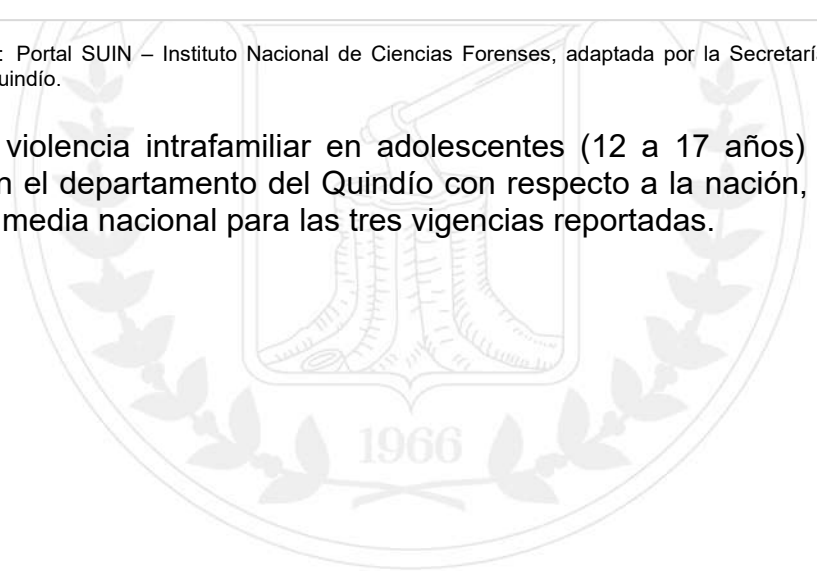 : Portal SUIN – Instituto Nacional de Ciencias Forenses, adaptada por la Secretarí
uindío.
violencia intrafamiliar en adolescentes (12 a 17 años)
n el departamento del Quindío con respecto a la nación,
media nacional para las tres vigencias reportadas.
1966